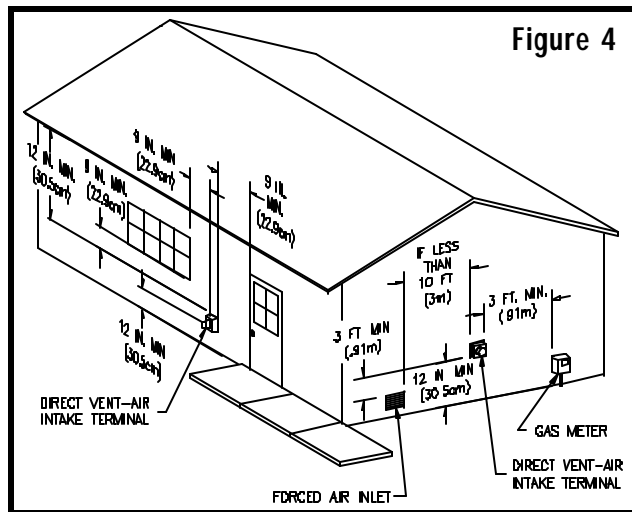 Figure 4
12 IN. MIN.
(30.5cm)
9 IN. MIN.
(22.9cm)
9 IN. MIN
(22.9cm)
9 IN.
MIN.
(22.9cm)
12 IN. MIN
(30.5cm)
DIRECT VENT-AIR
INTAKE TERMINAL
IF LESS
THAN
10 FT
(3m)
3 FT. MIN.
(.91m)
3 FT MIN
(.91m)
12 IN MIN
(30.5cm)
GAS METER
DIRECT VENT-AIR
INTAKE TERMINAL
FORCED AIR INLET